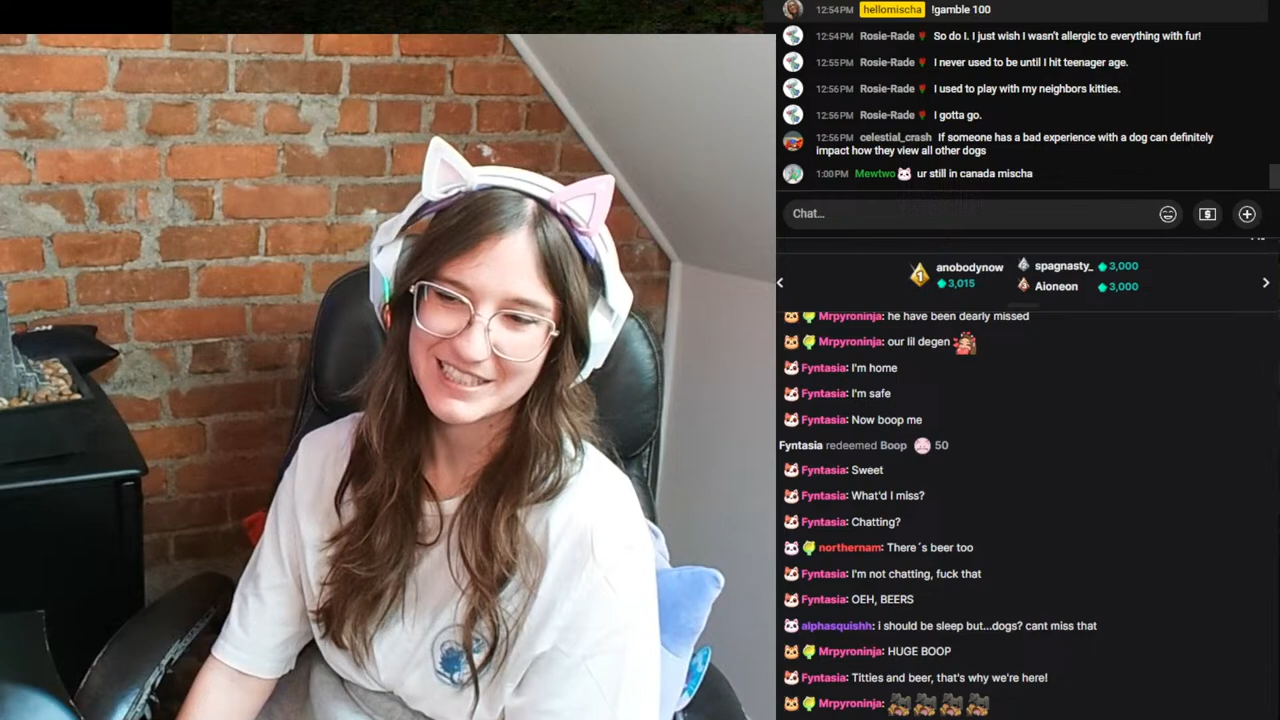 12:54PM hellomischa !gamble 100
12:55PM Rosie-Rade So do I. I just wish I wasn't allergic to everything with fur!
12:55PM Rosie-Rade I never used to be until I hit teenager age.
12:56PM Rosie-Rade I used to play with my neighbors kitties.
12:56PM Rosie-Rade I gotta go.
12:56PM celestial_crash If someone has a bad experience with a dog can definitely
impact how they view all other dogs
1:00PM Mewtwo ur still in canada mischa
Chat...
1 anobodynow 3,015
spagnasty_ 3,000
Aioneon 3,000
Mrpyroninja: he have been dearly missed
Mrpyroninja: our lil degen
Fyntasia: I'm home
Fyntasia: I'm safe
Fyntasia: Now boop me
Fyntasia redeemed Boop 50
Fyntasia: Sweet
Fyntasia: What'd I miss?
Fyntasia: Chatting?
northernam: There´s beer too
Fyntasia: I'm not chatting, fuck that
Fyntasia: OEH, BEERS
alphasquishh: i should be sleep but...dogs? cant miss that
Mrpyroninja: HUGE BOOP
Fyntasia: Titties and beer, that's why we're here!
Mrpyroninja: